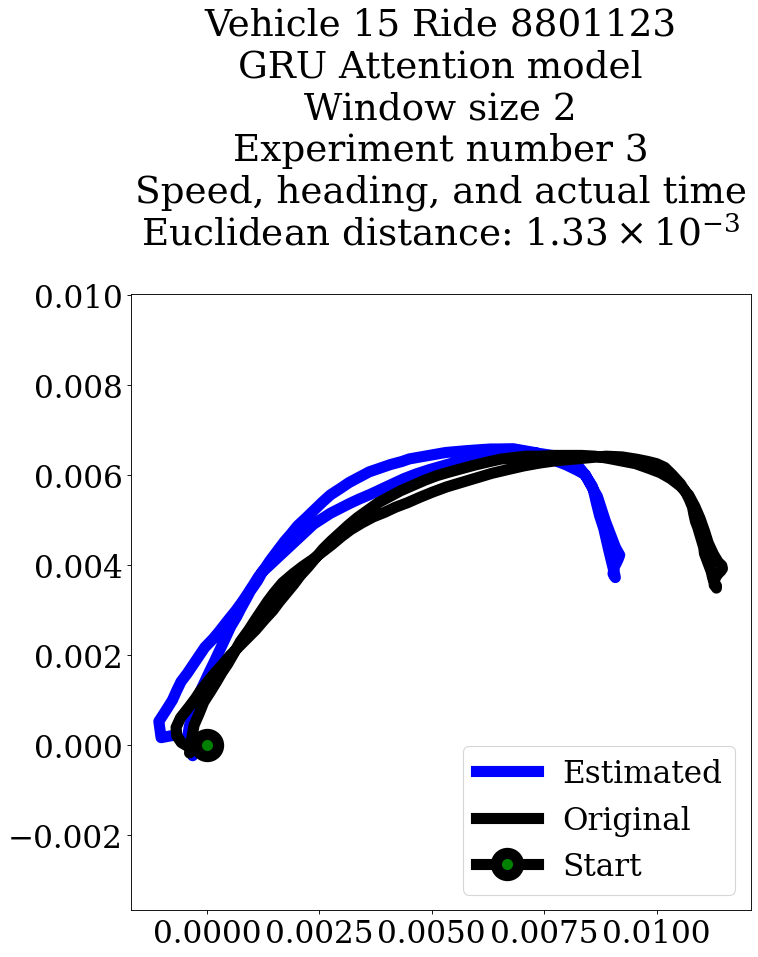 Vehicle 15 Ride 8801123
GRU Attention model
Window size 2
Experiment number 3
Speed, heading, and actual time
Euclidean distance: 1.33 × 10⁻³
0.010
0.008
0.006
0.004
0.002
0.000
−0.002
0.0000 0.0025 0.0050 0.0075 0.0100
Estimated
Original
Start